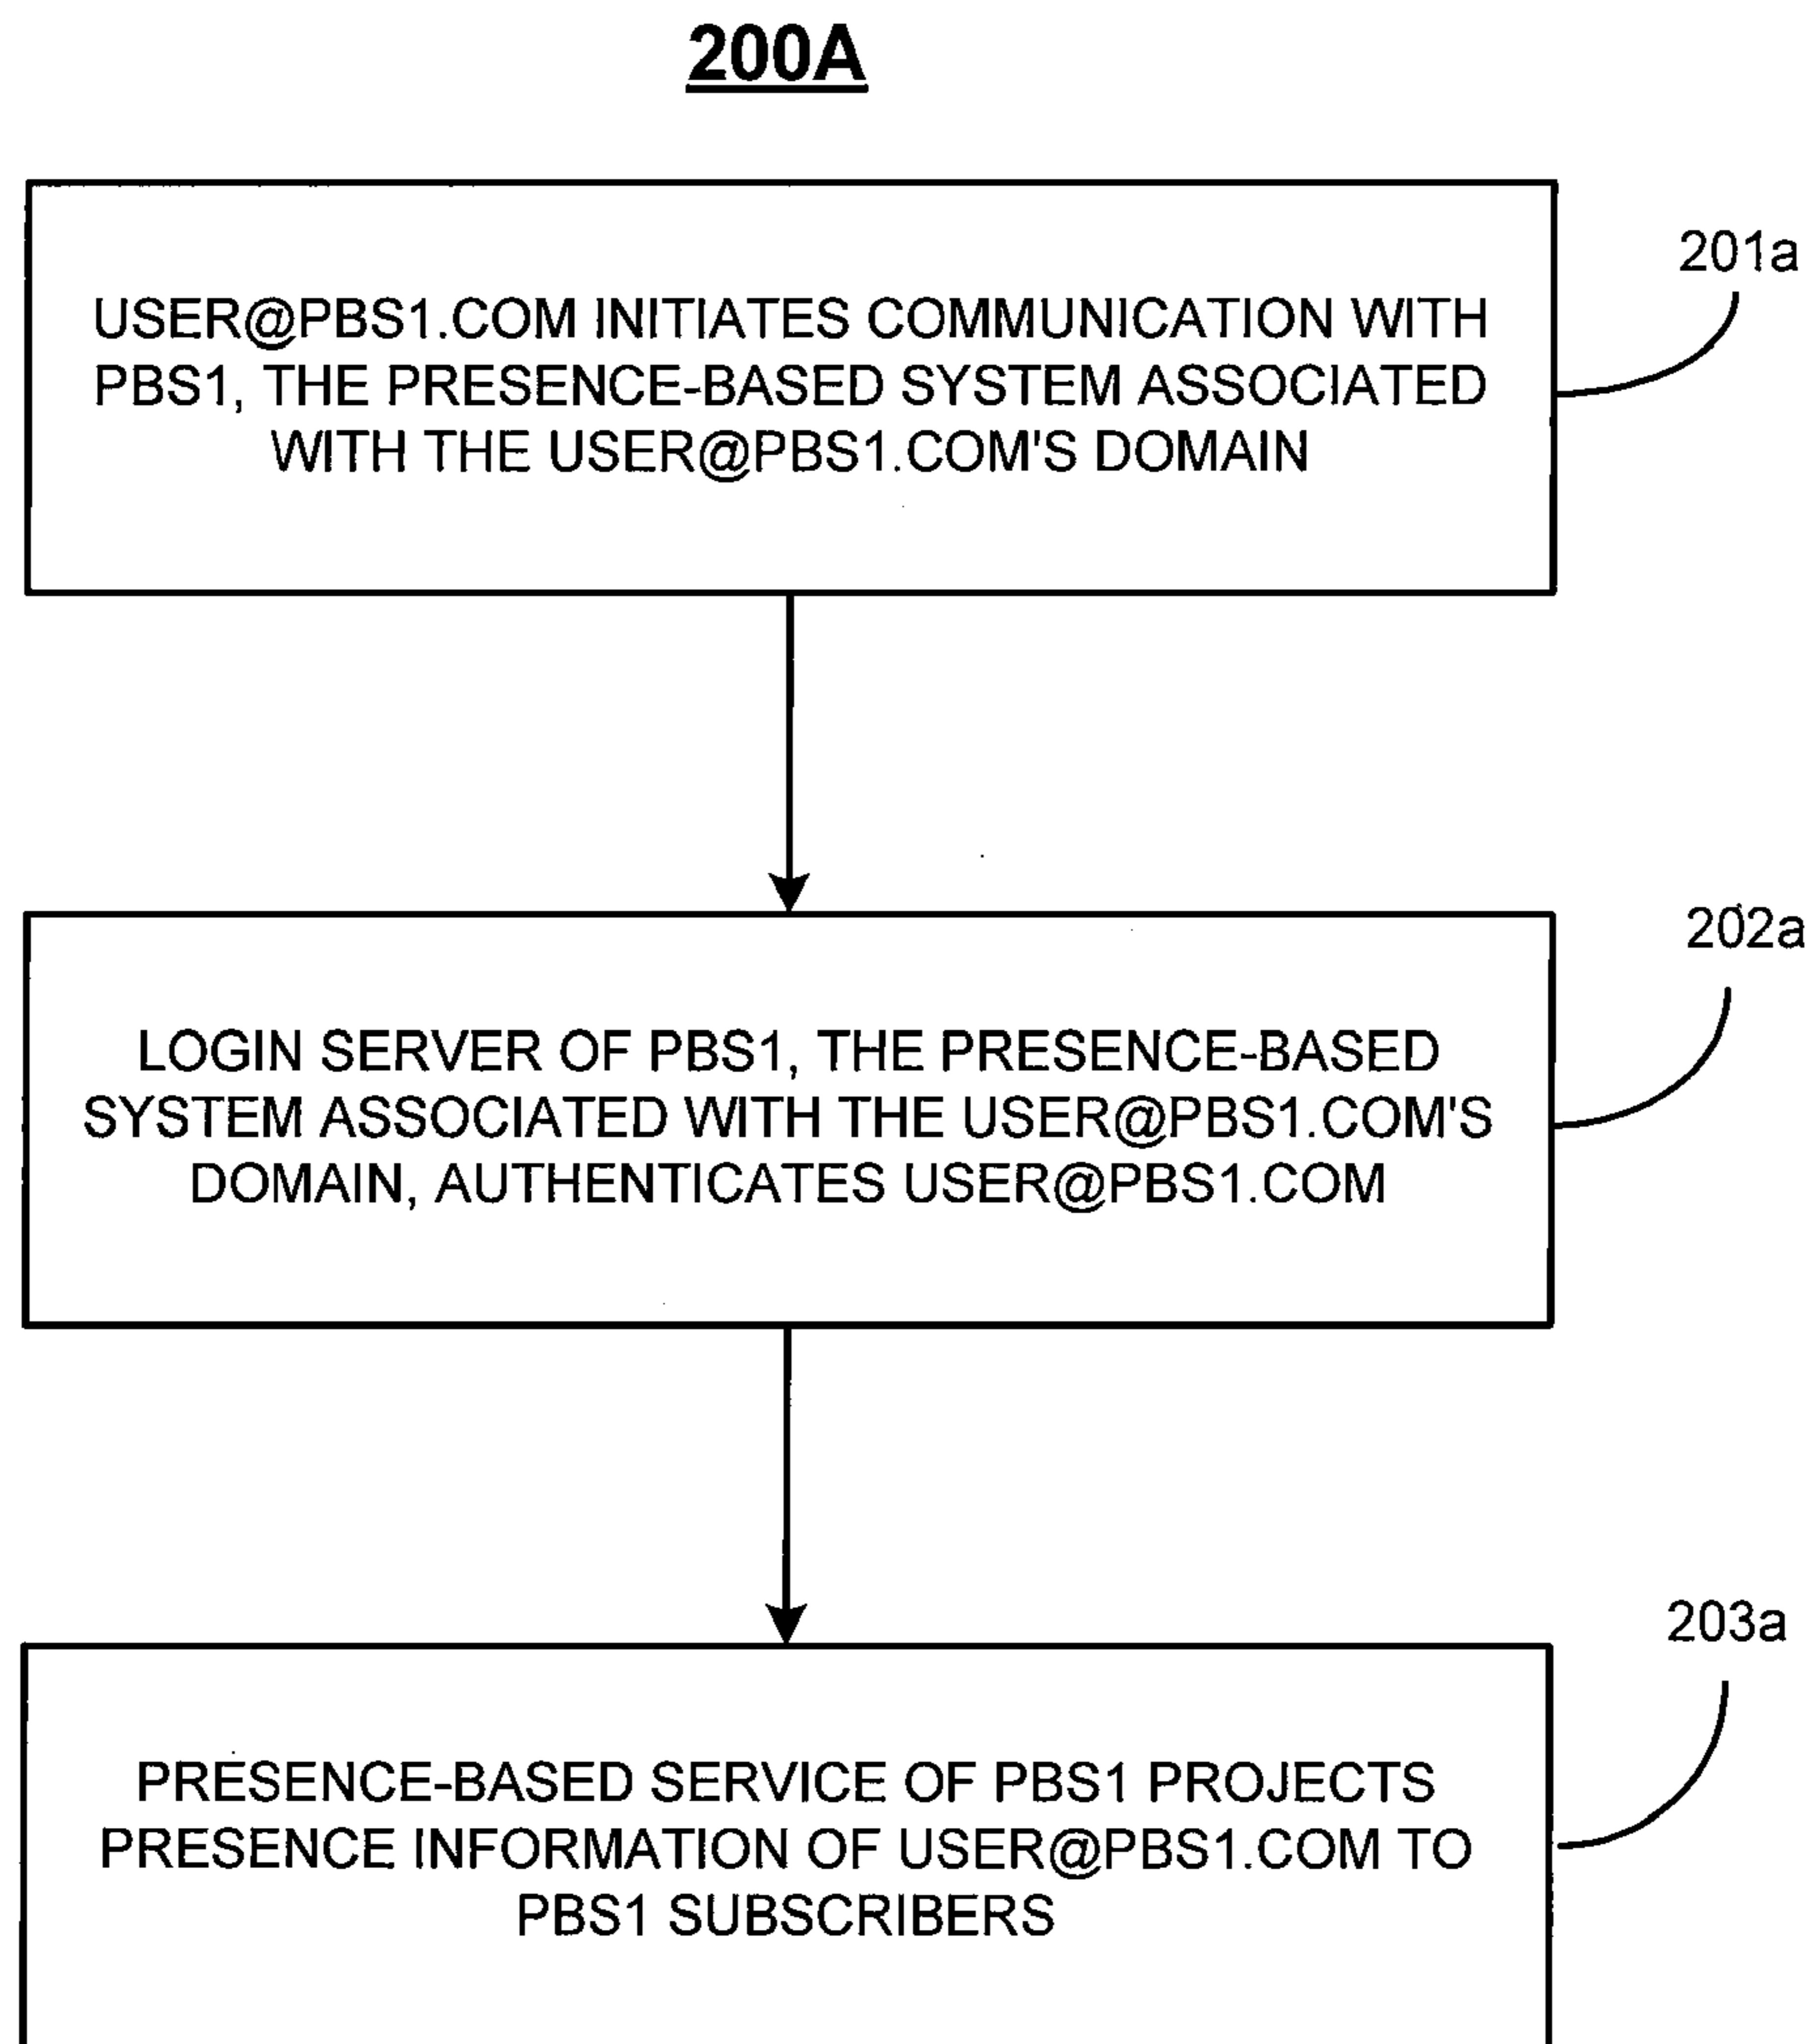 200A
201a
USER@PBS1.COM INITIATES COMMUNICATION WITH
PBS1, THE PRESENCE-BASED SYSTEM ASSOCIATED
WITH THE USER@PBS1.COM'S DOMAIN
202a
LOGIN SERVER OF PBS1, THE PRESENCE-BASED
SYSTEM ASSOCIATED WITH THE USER@PBS1.COM'S
DOMAIN, AUTHENTICATES USER@PBS1.COM
203a
PRESENCE-BASED SERVICE OF PBS1 PROJECTS
PRESENCE INFORMATION OF USER@PBS1.COM TO
PBS1 SUBSCRIBERS